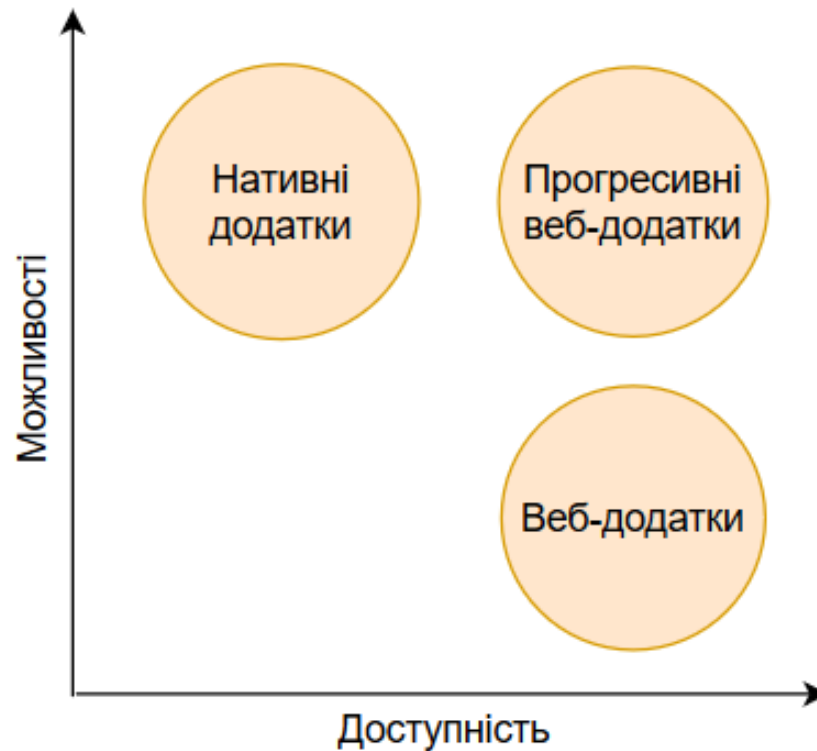 Нативні
додатки
Прогресивні
веб-додатки
Можливості
Веб-додатки
Доступність